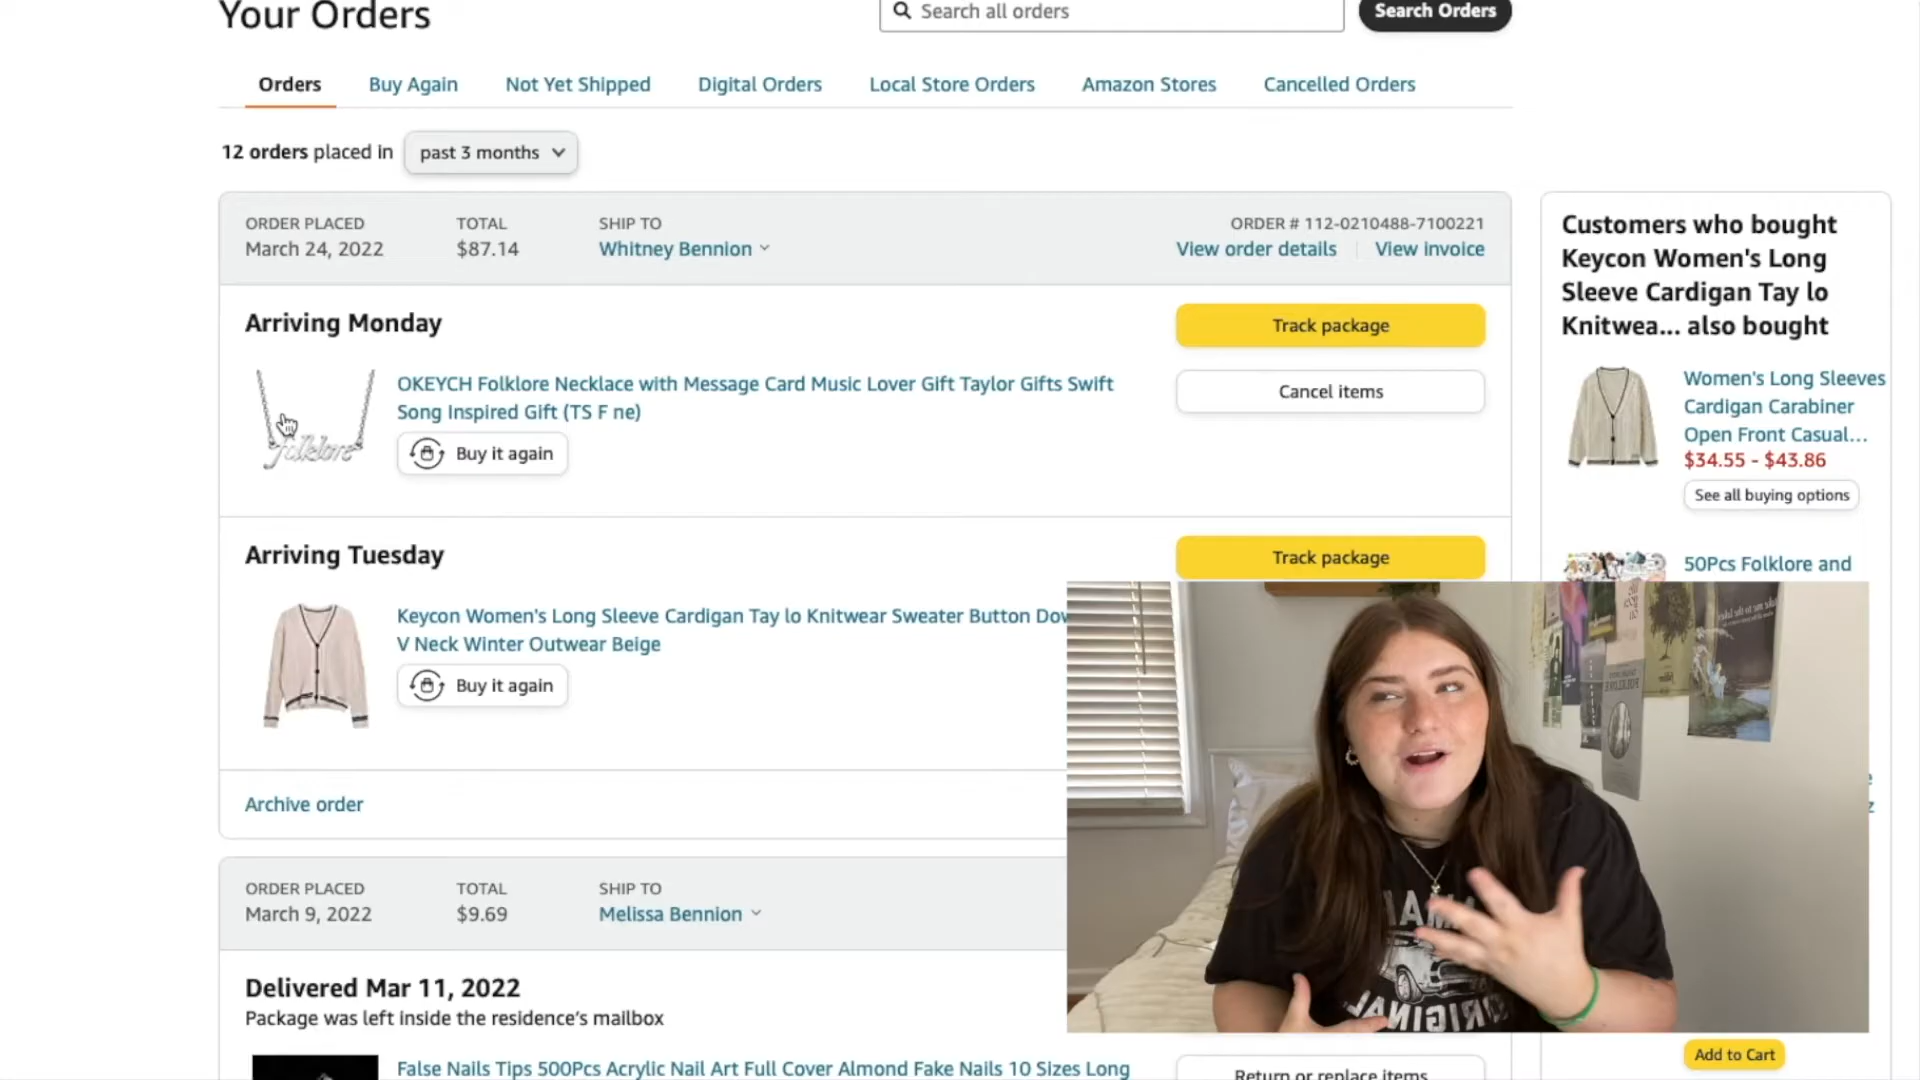 Your Orders
Search all orders
Search Orders
Orders
Buy Again
Not Yet Shipped
Digital Orders
Local Store Orders
Amazon Stores
Cancelled Orders
12 orders placed in
past 3 months
ORDER PLACED
March 24, 2022
TOTAL
$87.14
SHIP TO
Whitney Bennion
ORDER # 112-0210488-7100221
View order details
View invoice
Arriving Monday
Track package
Cancel items
folklore
OKEYCH Folklore Necklace with Message Card Music Lover Gift Taylor Gifts Swift
Song Inspired Gift (TS F ne)
Buy it again
Arriving Tuesday
Track package
Keycon Women's Long Sleeve Cardigan Tay lo Knitwear Sweater Button Dow
V Neck Winter Outwear Beige
Buy it again
Archive order
ORDER PLACED
March 9, 2022
TOTAL
$9.69
SHIP TO
Melissa Bennion
Delivered Mar 11, 2022
Package was left inside the residence's mailbox
False Nails Tips 500Pcs Acrylic Nail Art Full Cover Almond Fake Nails 10 Sizes Long
Return or replace items
Customers who bought
Keycon Women's Long
Sleeve Cardigan Tay lo
Knitwea... also bought
Women's Long Sleeves
Cardigan Carabiner
Open Front Casual...
$34.55 - $43.86
See all buying options
50Pcs Folklore and
FOLKLORE
ORIGINAL
Add to Cart